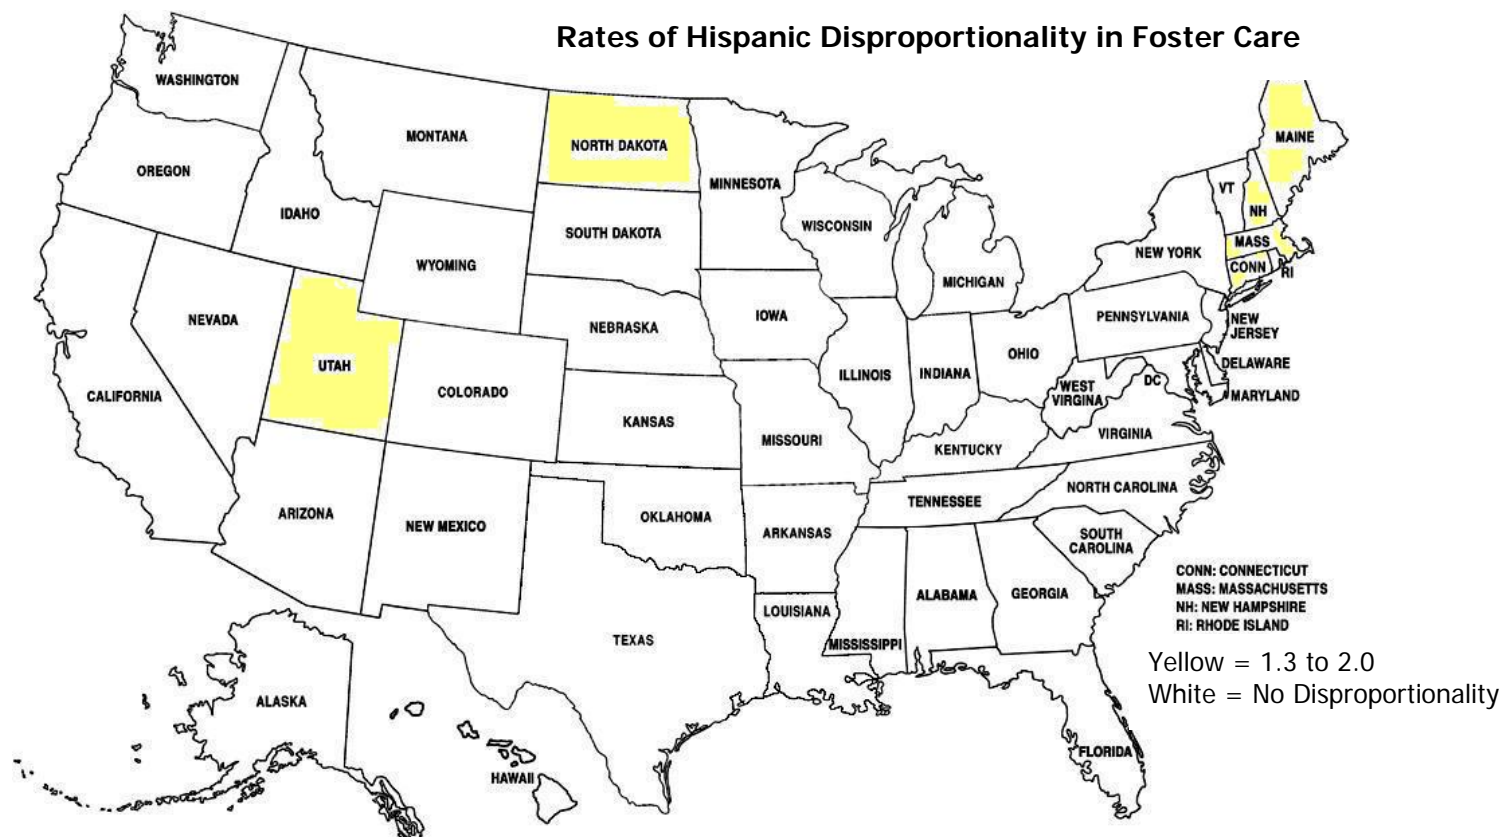 Rates of Hispanic Disproportionality in Foster Care
WASHINGTON
MONTANA
NORTH DAKOTA
MAINE
OREGON
MINNESOTA
VT
IDAHO
NH
WISCONSIN
SOUTH DAKOTA
MASS
NEW YORK
WYOMING
CONN
RI
MICHIGAN
NEVADA
NEBRASKA
IOWA
PENNSYLVANIA
NEW
JERSEY
OHIO
UTAH
ILLINOIS
INDIANA
DELAWARE
DC
WEST
VIRGINA
MARYLAND
CALIFORNIA
COLORADO
KANSAS
MISSOURI
VIRGINIA
KENTUCKY
NORTH CAROLINA
TENNESSEE
ARIZONA
NEW MEXICO
OKLAHOMA
ARKANSAS
SOUTH
CAROLINA
CONN: CONNECTICUT
MASS: MASSACHUSETTS
NH: NEW HAMPSHIRE
RI: RHODE ISLAND
ALABAMA
GEORGIA
LOUISIANA
TEXAS
MISSISSIPPI
Yellow = 1.3 to 2.0
White = No Disproportionality
ALASKA
FLORIDA
HAWAII